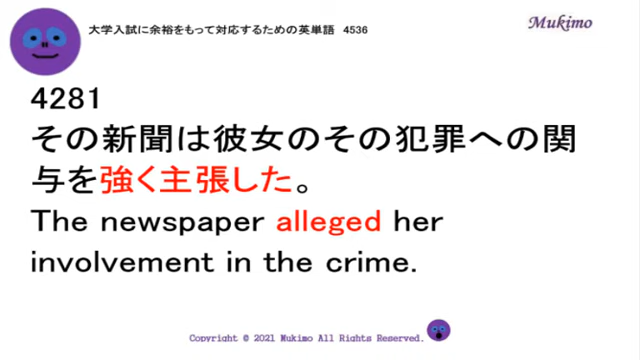 大学入試に余裕をもって対応するための英単語 4536
Mukimo
4281
その新聞は彼女のその犯罪への関
与を強く主張した。
The newspaper alleged her
involvement in the crime.
Copyright © 2021 Mukimo All Rights Reserved.